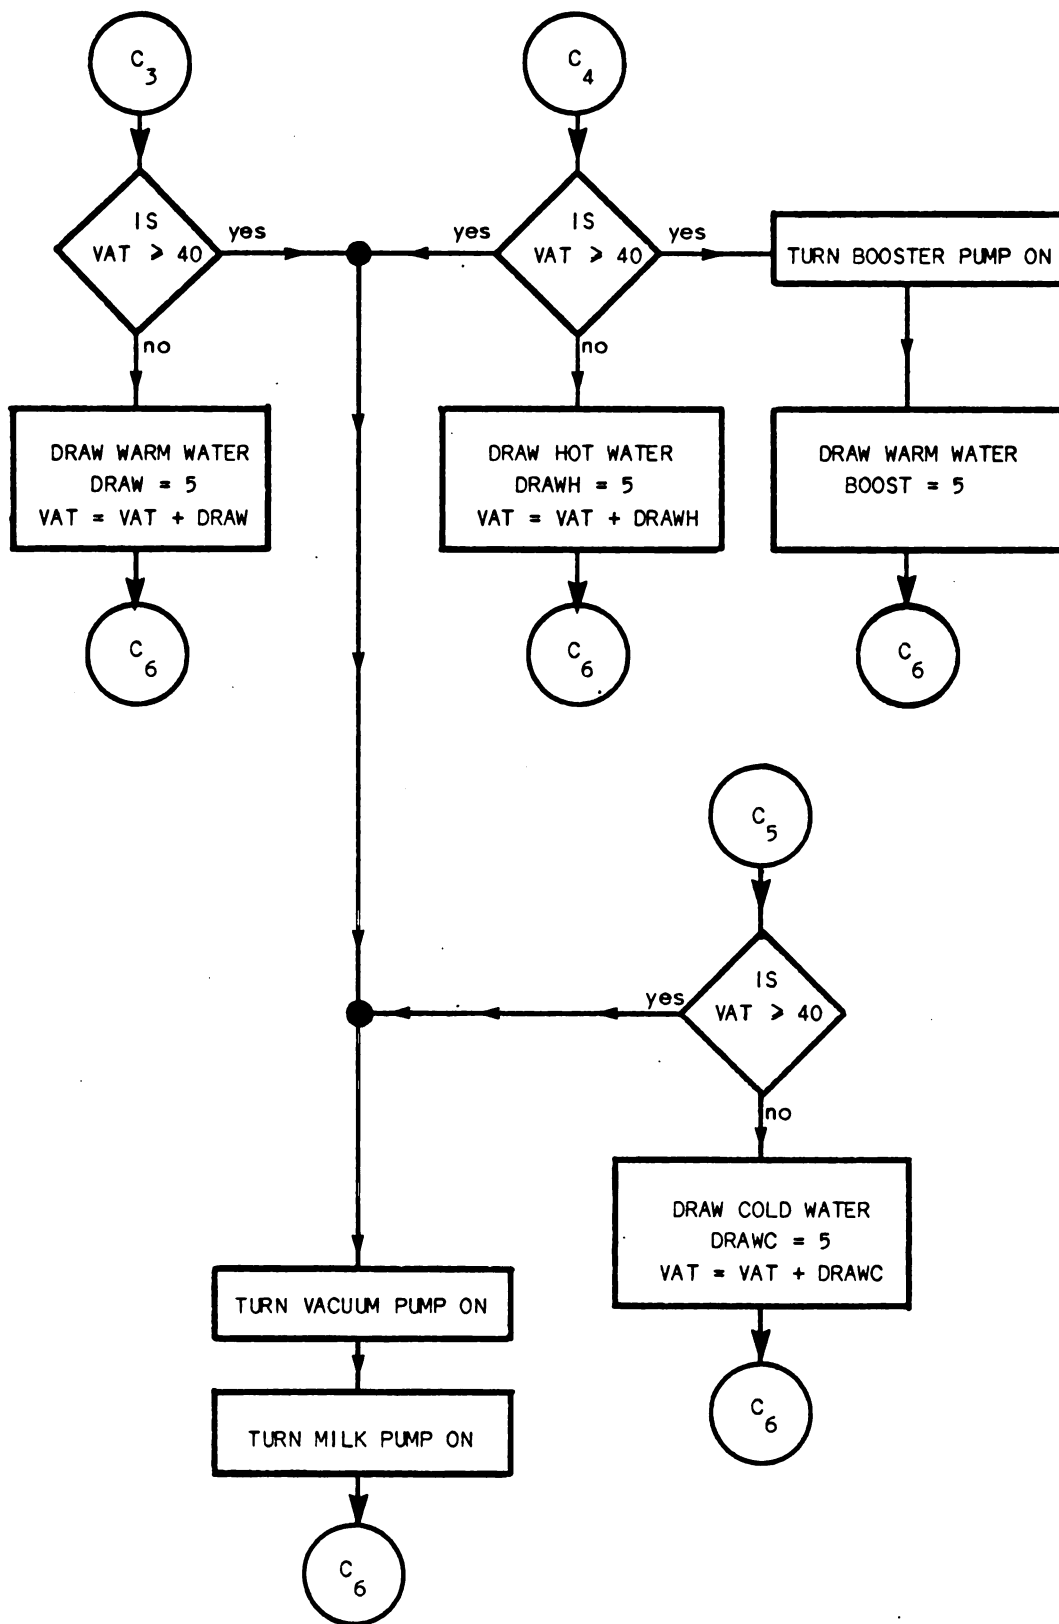 C3
C4
IS
VAT ⩾ 40
yes
yes
IS
VAT ⩾ 40
yes
TURN BOOSTER PUMP ON
no
no
DRAW WARM WATER
DRAW = 5
VAT = VAT + DRAW
DRAW HOT WATER
DRAWH = 5
VAT = VAT + DRAWH
DRAW WARM WATER
BOOST = 5
C6
C6
C6
C5
IS
VAT ⩾ 40
yes
no
DRAW COLD WATER
DRAWC = 5
VAT = VAT + DRAWC
TURN VACUUM PUMP ON
TURN MILK PUMP ON
C6
C6